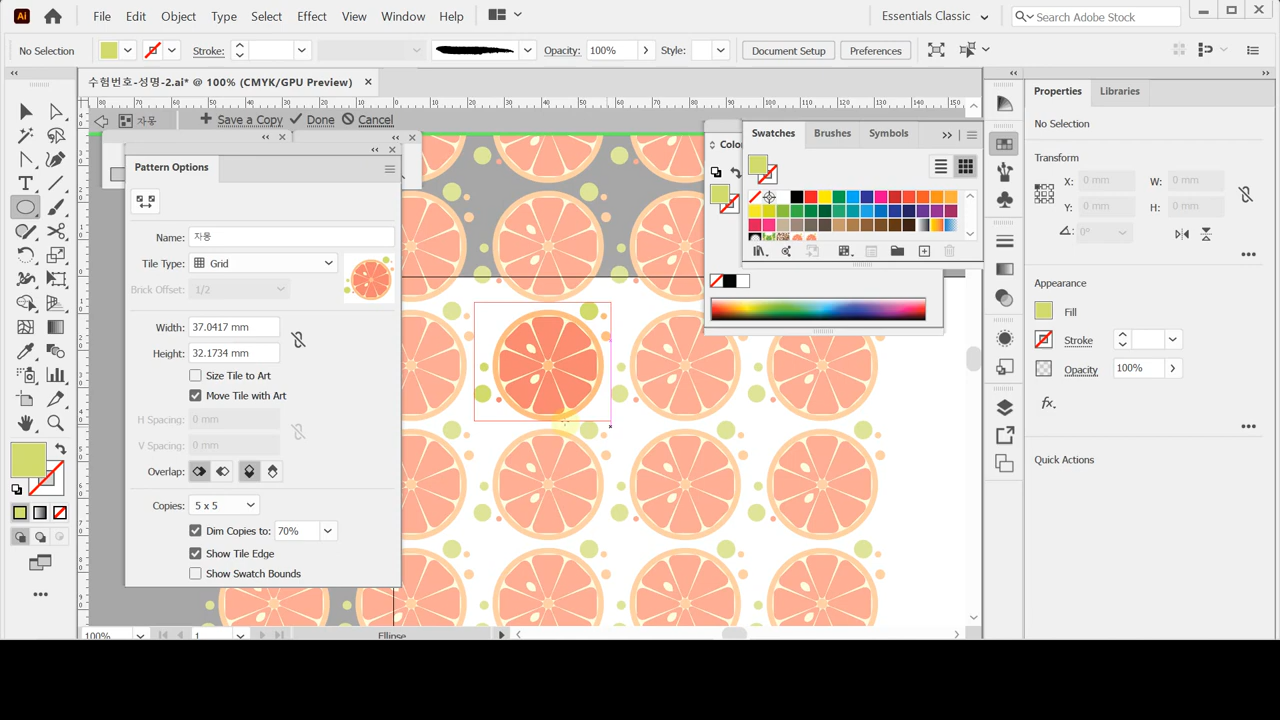 Ai File Edit Object Type Select Effect View Window Help Essentials Classic Search Adobe Stock
No Selection Stroke: Opacity: 100% Style: Document Setup Preferences
수험번호-성명-2.ai* @ 100% (CMYK/GPU Preview)
자몽 Save a Copy Done Cancel
Pattern Options
Name: 자몽
Tile Type: Grid
Brick Offset: 1/2
Width: 37.0417 mm
Height: 32.1734 mm
Size Tile to Art
Move Tile with Art
H Spacing: 0 mm
V Spacing: 0 mm
Overlap:
Copies: 5 x 5
Dim Copies to: 70%
Show Tile Edge
Show Swatch Bounds
Colo
Swatches Brushes Symbols
Properties Libraries
No Selection
Transform
X: 0 mm W: 0 mm
Y: 0 mm H: 0 mm
0°
Appearance
Fill
Stroke
Opacity 100%
fx
Quick Actions
100% 1 Ellipse